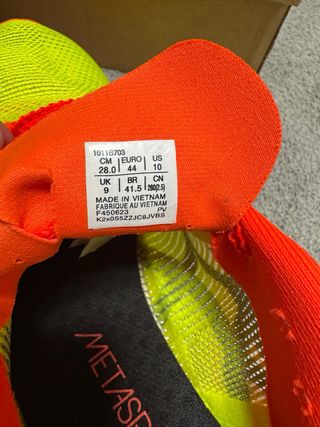 1011B703
CM EURO US
28.0 44 10
UK BR CN
9 41.5 280(2.5)
MADE IN VIETNAM
FABRIQUE AU VIETNAM
F450623 PV
K2x0S5ZZJC8JVBS
METASP